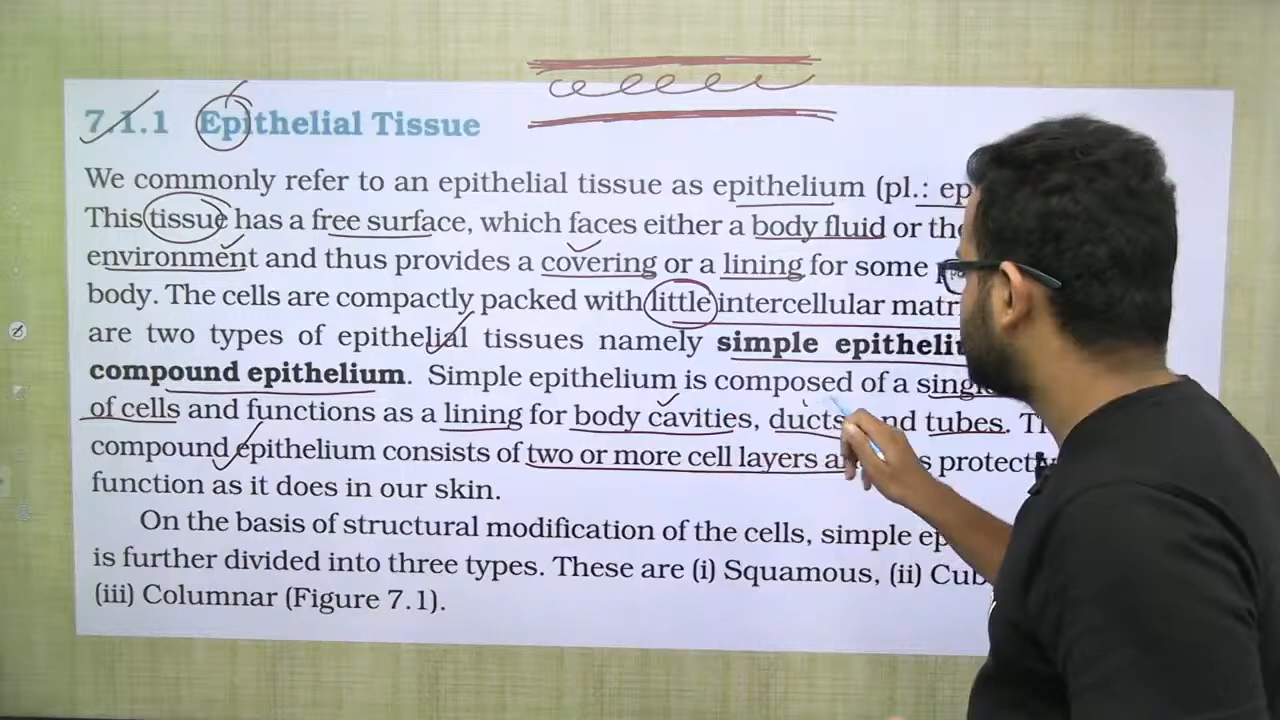 7.1.1 Epithelial Tissue
We commonly refer to an epithelial tissue as epithelium (pl.: ep
This tissue has a free surface, which faces either a body fluid or the
environment and thus provides a covering or a lining for some
body. The cells are compactly packed with little intercellular matr
are two types of epithelial tissues namely simple epitheliu
compound epithelium. Simple epithelium is composed of a sing
of cells and functions as a lining for body cavities, ducts, and tubes.
compound epithelium consists of two or more cell layers protectiv
function as it does in our skin.
On the basis of structural modification of the cells, simple ep
is further divided into three types. These are (i) Squamous, (ii) Cub
(iii) Columnar (Figure 7.1).